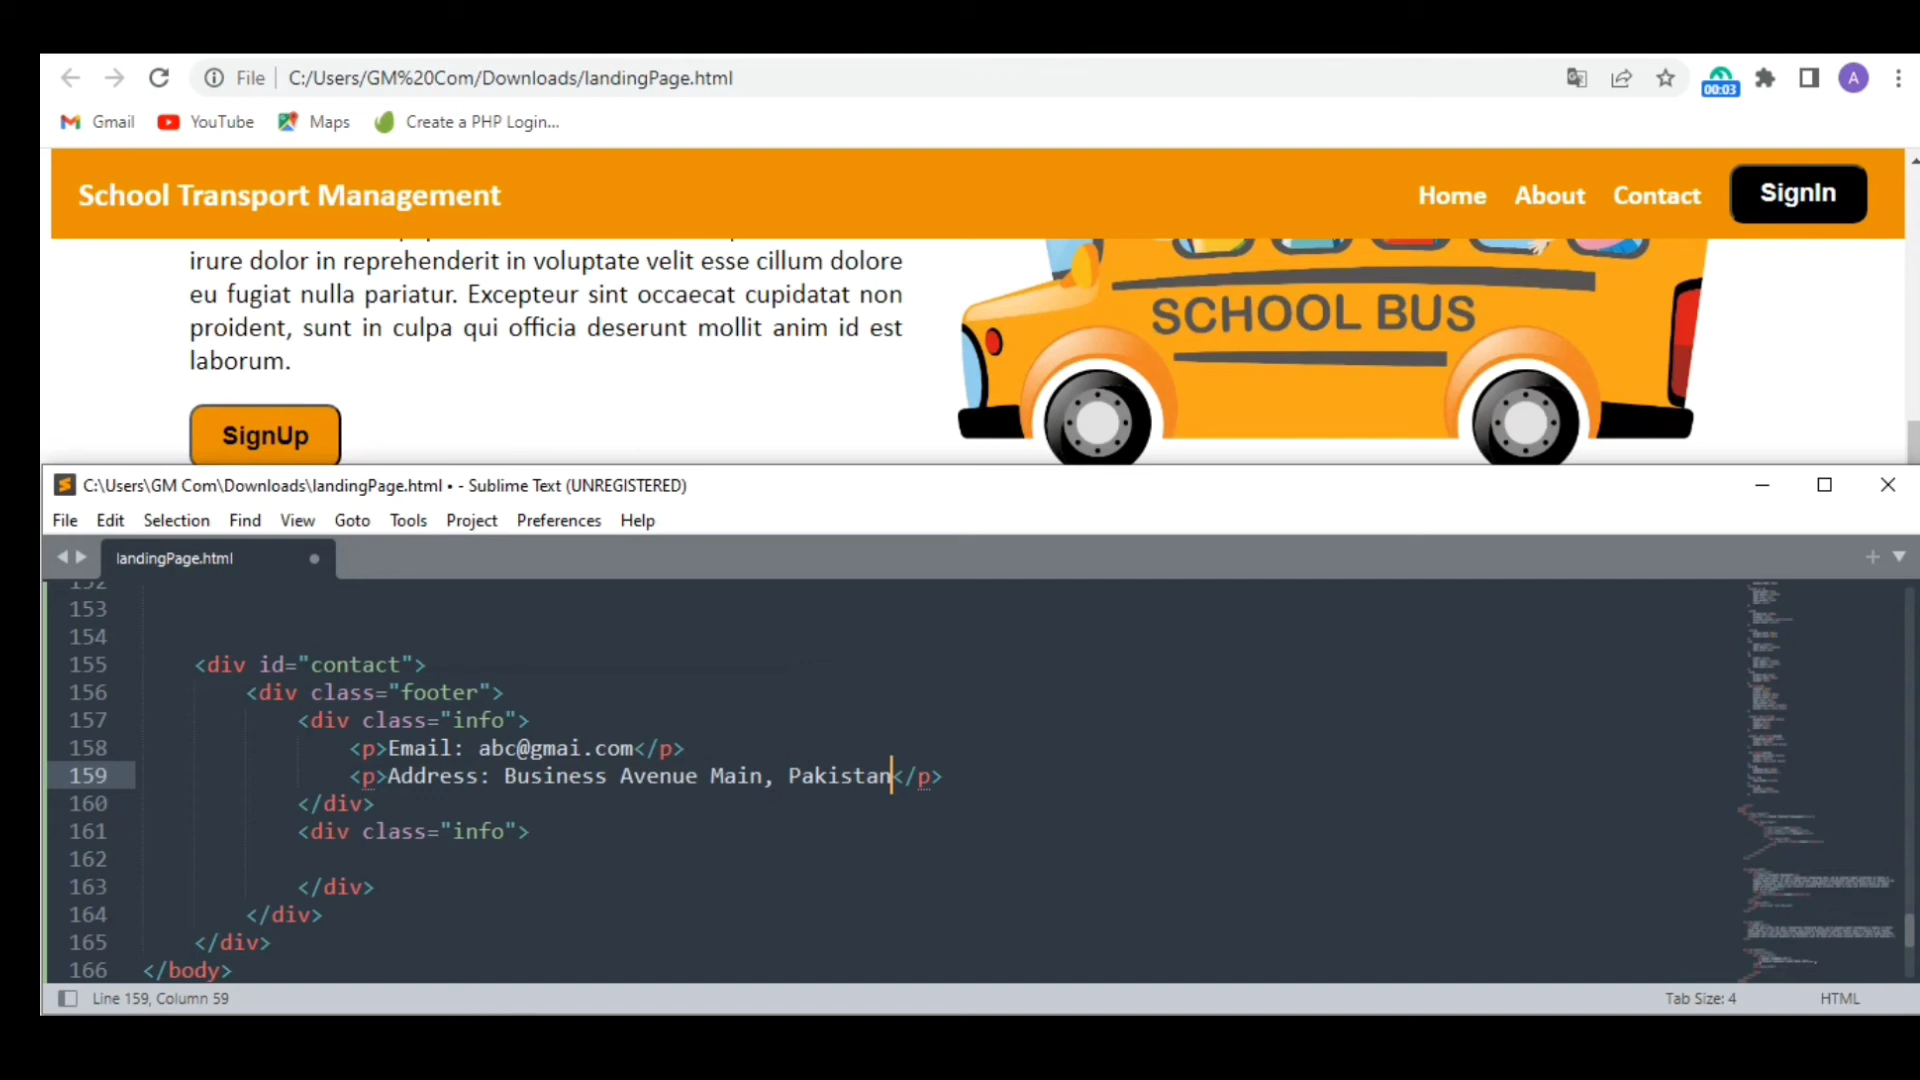 File C:/Users/GM%20Com/Downloads/landingPage.html
00:03
A
Gmail YouTube Maps Create a PHP Login...
School Transport Management Home About Contact SignIn
irure dolor in reprehenderit in voluptate velit esse cillum dolore
eu fugiat nulla pariatur. Excepteur sint occaecat cupidatat non
proident, sunt in culpa qui officia deserunt mollit anim id est
laborum.
SCHOOL BUS
SignUp
C:\Users\GM Com\Downloads\landingPage.html • - Sublime Text (UNREGISTERED)
File Edit Selection Find View Goto Tools Project Preferences Help
landingPage.html
152
153
154
155 <div id="contact">
156 <div class="footer">
157 <div class="info">
158 <p>Email: abc@gmai.com</p>
159 <p>Address: Business Avenue Main, Pakistan</p>
160 </div>
161 <div class="info">
162
163 </div>
164 </div>
165 </div>
166 </body>
Line 159, Column 59 Tab Size: 4 HTML